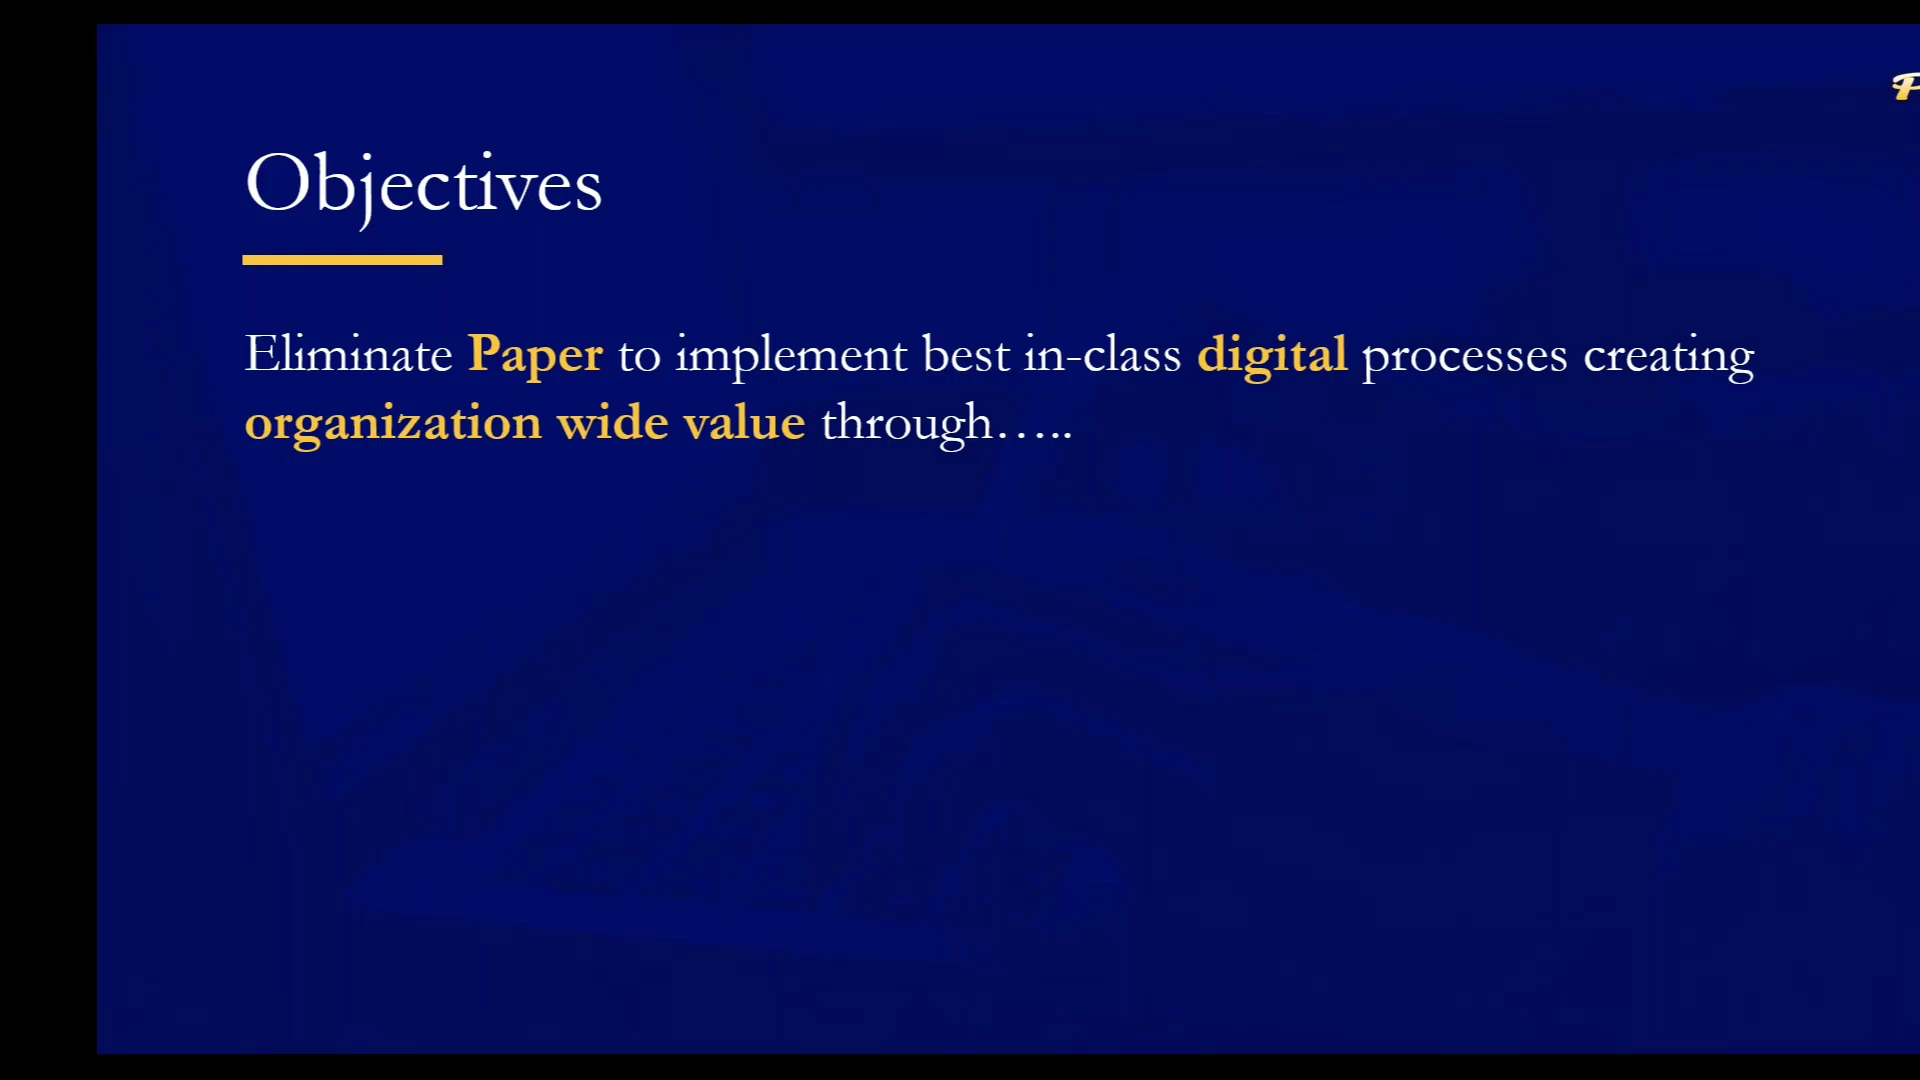 Objectives
Eliminate Paper to implement best in-class digital processes creating
organization wide value through…..